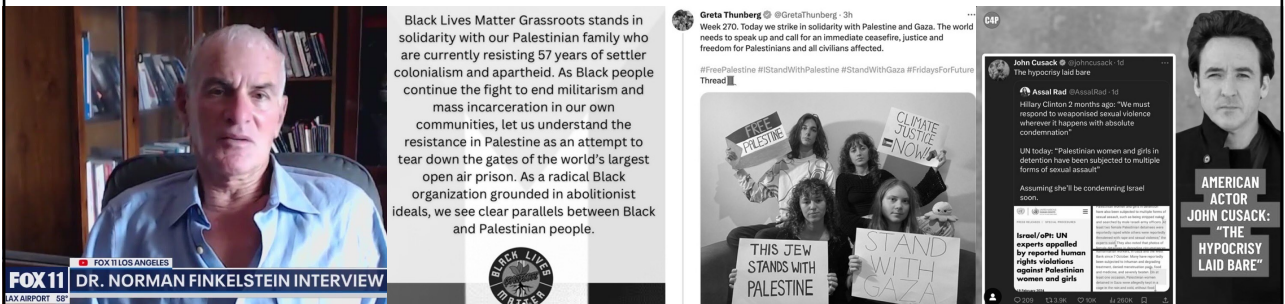 FOX 11 LOS ANGELES
FOX 11
DR. NORMAN FINKELSTEIN INTERVIEW
LAX AIRPORT 58°
Black Lives Matter Grassroots stands in
solidarity with our Palestinian family who
are currently resisting 57 years of settler
colonialism and apartheid. As Black people
continue the fight to end militarism and
mass incarceration in our own
communities, let us understand the
resistance in Palestine as an attempt to
tear down the gates of the world's largest
open air prison. As a radical Black
organization grounded in abolitionist
ideals, we see clear parallels between Black
and Palestinian people.
BLACK LIVES
MATTER
Greta Thunberg @GretaThunberg · 3h
Week 270. Today we strike in solidarity with Palestine and Gaza. The world
needs to speak up and call for an immediate ceasefire, justice and
freedom for Palestinians and all civilians affected.
#FreePalestine #IStandWithPalestine #StandWithGaza #FridaysForFuture
Thread
FREE
PALESTINE
CLIMATE
JUSTICE
NOW!
THIS JEW
STANDS WITH
PALESTINE
STAND
WITH
GAZA
C4P
John Cusack @johncusack · 1d
The hypocrisy laid bare
Assal Rad @AssalRad · 1d
Hillary Clinton 2 months ago: "We must
respond to weaponised sexual violence
wherever it happens with absolute
condemnation"
UN today: "Palestinian women and girls in
detention have been subjected to multiple
forms of sexual assault"
Assuming she'll be condemning Israel
soon.
Israel/oPt: UN
experts appalled
by reported human
rights violations
against Palestinian
women and girls
209 3.9K 10K 260K
AMERICAN
ACTOR
JOHN CUSACK:
"THE
HYPOCRISY
LAID BARE"